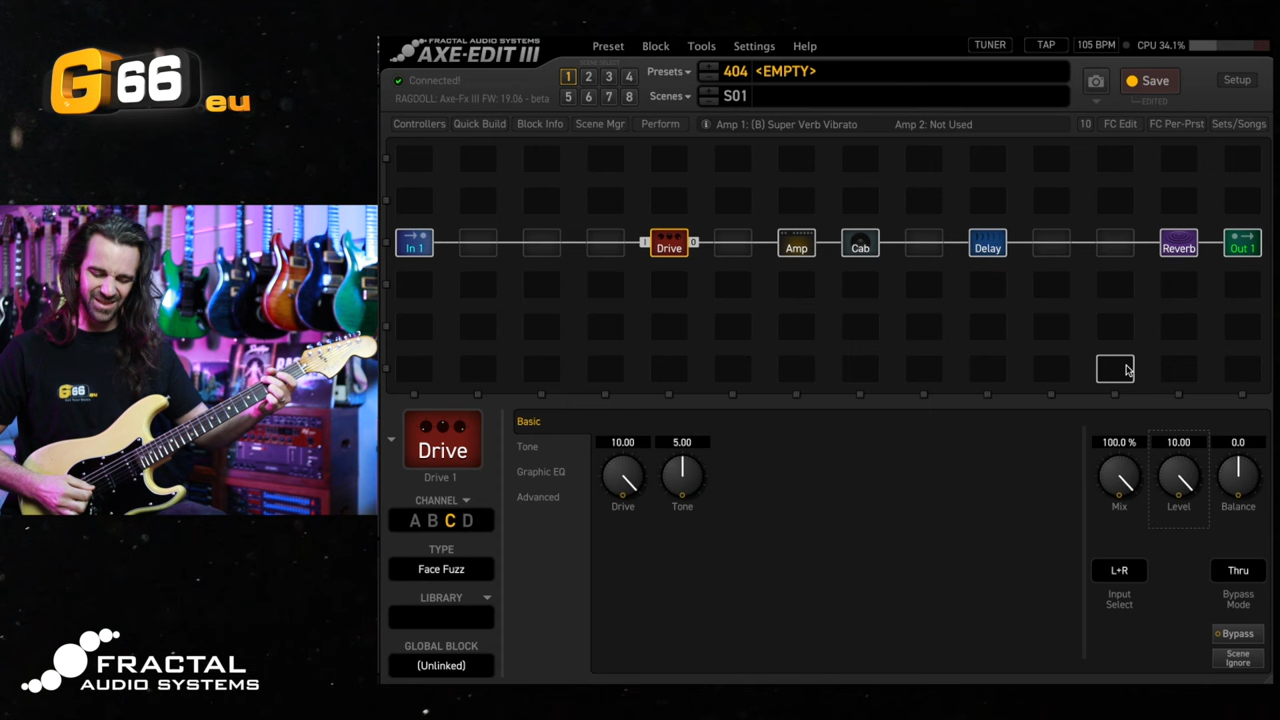 G66.eu
FRACTAL AUDIO SYSTEMS
AXE-EDIT III
Preset Block Tools Settings Help
TUNER TAP 105 BPM CPU 34.1%
Connected!
RAGDOLL: Axe-Fx III FW: 19.06 - beta
SCENE SELECT
1 2 3 4
5 6 7 8
Presets 404 <EMPTY>
Scenes S01
Save
EDITED
Setup
Controllers Quick Build Block Info Scene Mgr Perform Amp 1: (B) Super Verb Vibrato Amp 2: Not Used 10 FC Edit FC Per-Prst Sets/Songs
In 1 I Drive O Amp Cab Delay Reverb Out 1
G66.eu
Drive
Drive 1
CHANNEL
A B C D
TYPE
Face Fuzz
LIBRARY
GLOBAL BLOCK
(Unlinked)
Basic
Tone
Graphic EQ
Advanced
10.00 5.00
Drive Tone
100.0 % 10.00 0.0
Mix Level Balance
L+R Thru
Input Select
Bypass Mode
Bypass
Scene Ignore
FRACTAL
AUDIO SYSTEMS